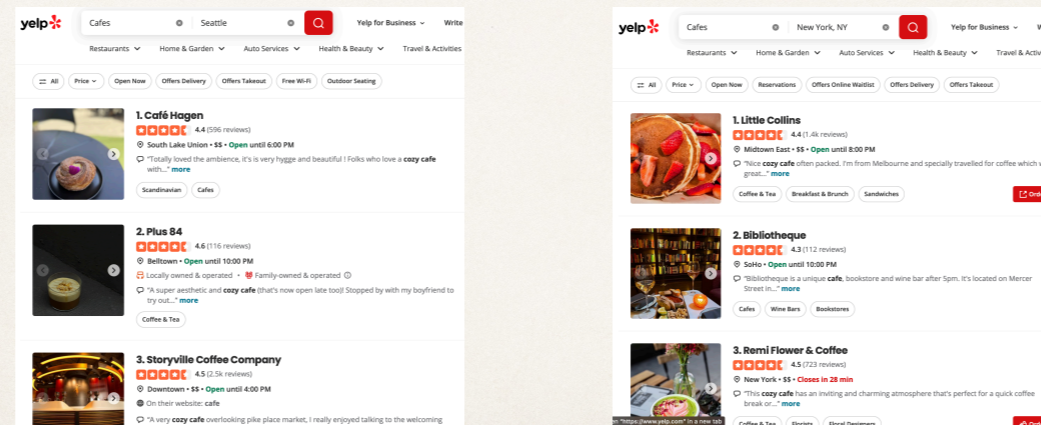 yelp
Cafes
Seattle
Yelp for Business
Write
Restaurants
Home & Garden
Auto Services
Health & Beauty
Travel & Activities
All
Price
Open Now
Offers Delivery
Offers Takeout
Free Wi-Fi
Outdoor Seating
1. Café Hagen
4.4 (596 reviews)
South Lake Union • $$ • Open until 6:00 PM
"Totally loved the ambience, it's is very hygge and beautiful ! Folks who love a cozy cafe
with..." more
Scandinavian
Cafes
2. Plus 84
4.6 (116 reviews)
Belltown • Open until 10:00 PM
Locally owned & operated • Family-owned & operated
"A super aesthetic and cozy cafe (that's now open late too)! Stopped by with my boyfriend to
try out..." more
Coffee & Tea
3. Storyville Coffee Company
4.5 (2.5k reviews)
Downtown • $$ • Open until 4:00 PM
On their website: cafe
"A very cozy cafe overlooking pike place market, I really enjoyed talking to the welcoming
yelp
Cafes
New York, NY
Yelp for Business
Restaurants
Home & Garden
Auto Services
Health & Beauty
Travel & Activi
All
Price
Open Now
Reservations
Offers Online Waitlist
Offers Delivery
Offers Takeout
1. Little Collins
4.4 (1.4k reviews)
Midtown East • $$ • Open until 8:00 PM
"Nice cozy cafe often packed. I'm from Melbourne and specially travelled for coffee which w
great..." more
Coffee & Tea
Breakfast & Brunch
Sandwiches
Ord
2. Bibliotheque
4.3 (112 reviews)
SoHo • Open until 10:00 PM
"Bibliotheque is a unique cafe, bookstore and wine bar after 5pm. It's located on Mercer
Street in..." more
Cafes
Wine Bars
Bookstores
3. Remi Flower & Coffee
4.5 (723 reviews)
New York • $$ • Closes in 28 min
"This cozy cafe has an inviting and charming atmosphere that's perfect for a quick coffee
break or..." more
Coffee & Tea
Florists
Floral Designers
Ord
"https://www.yelp.com" in a new tab